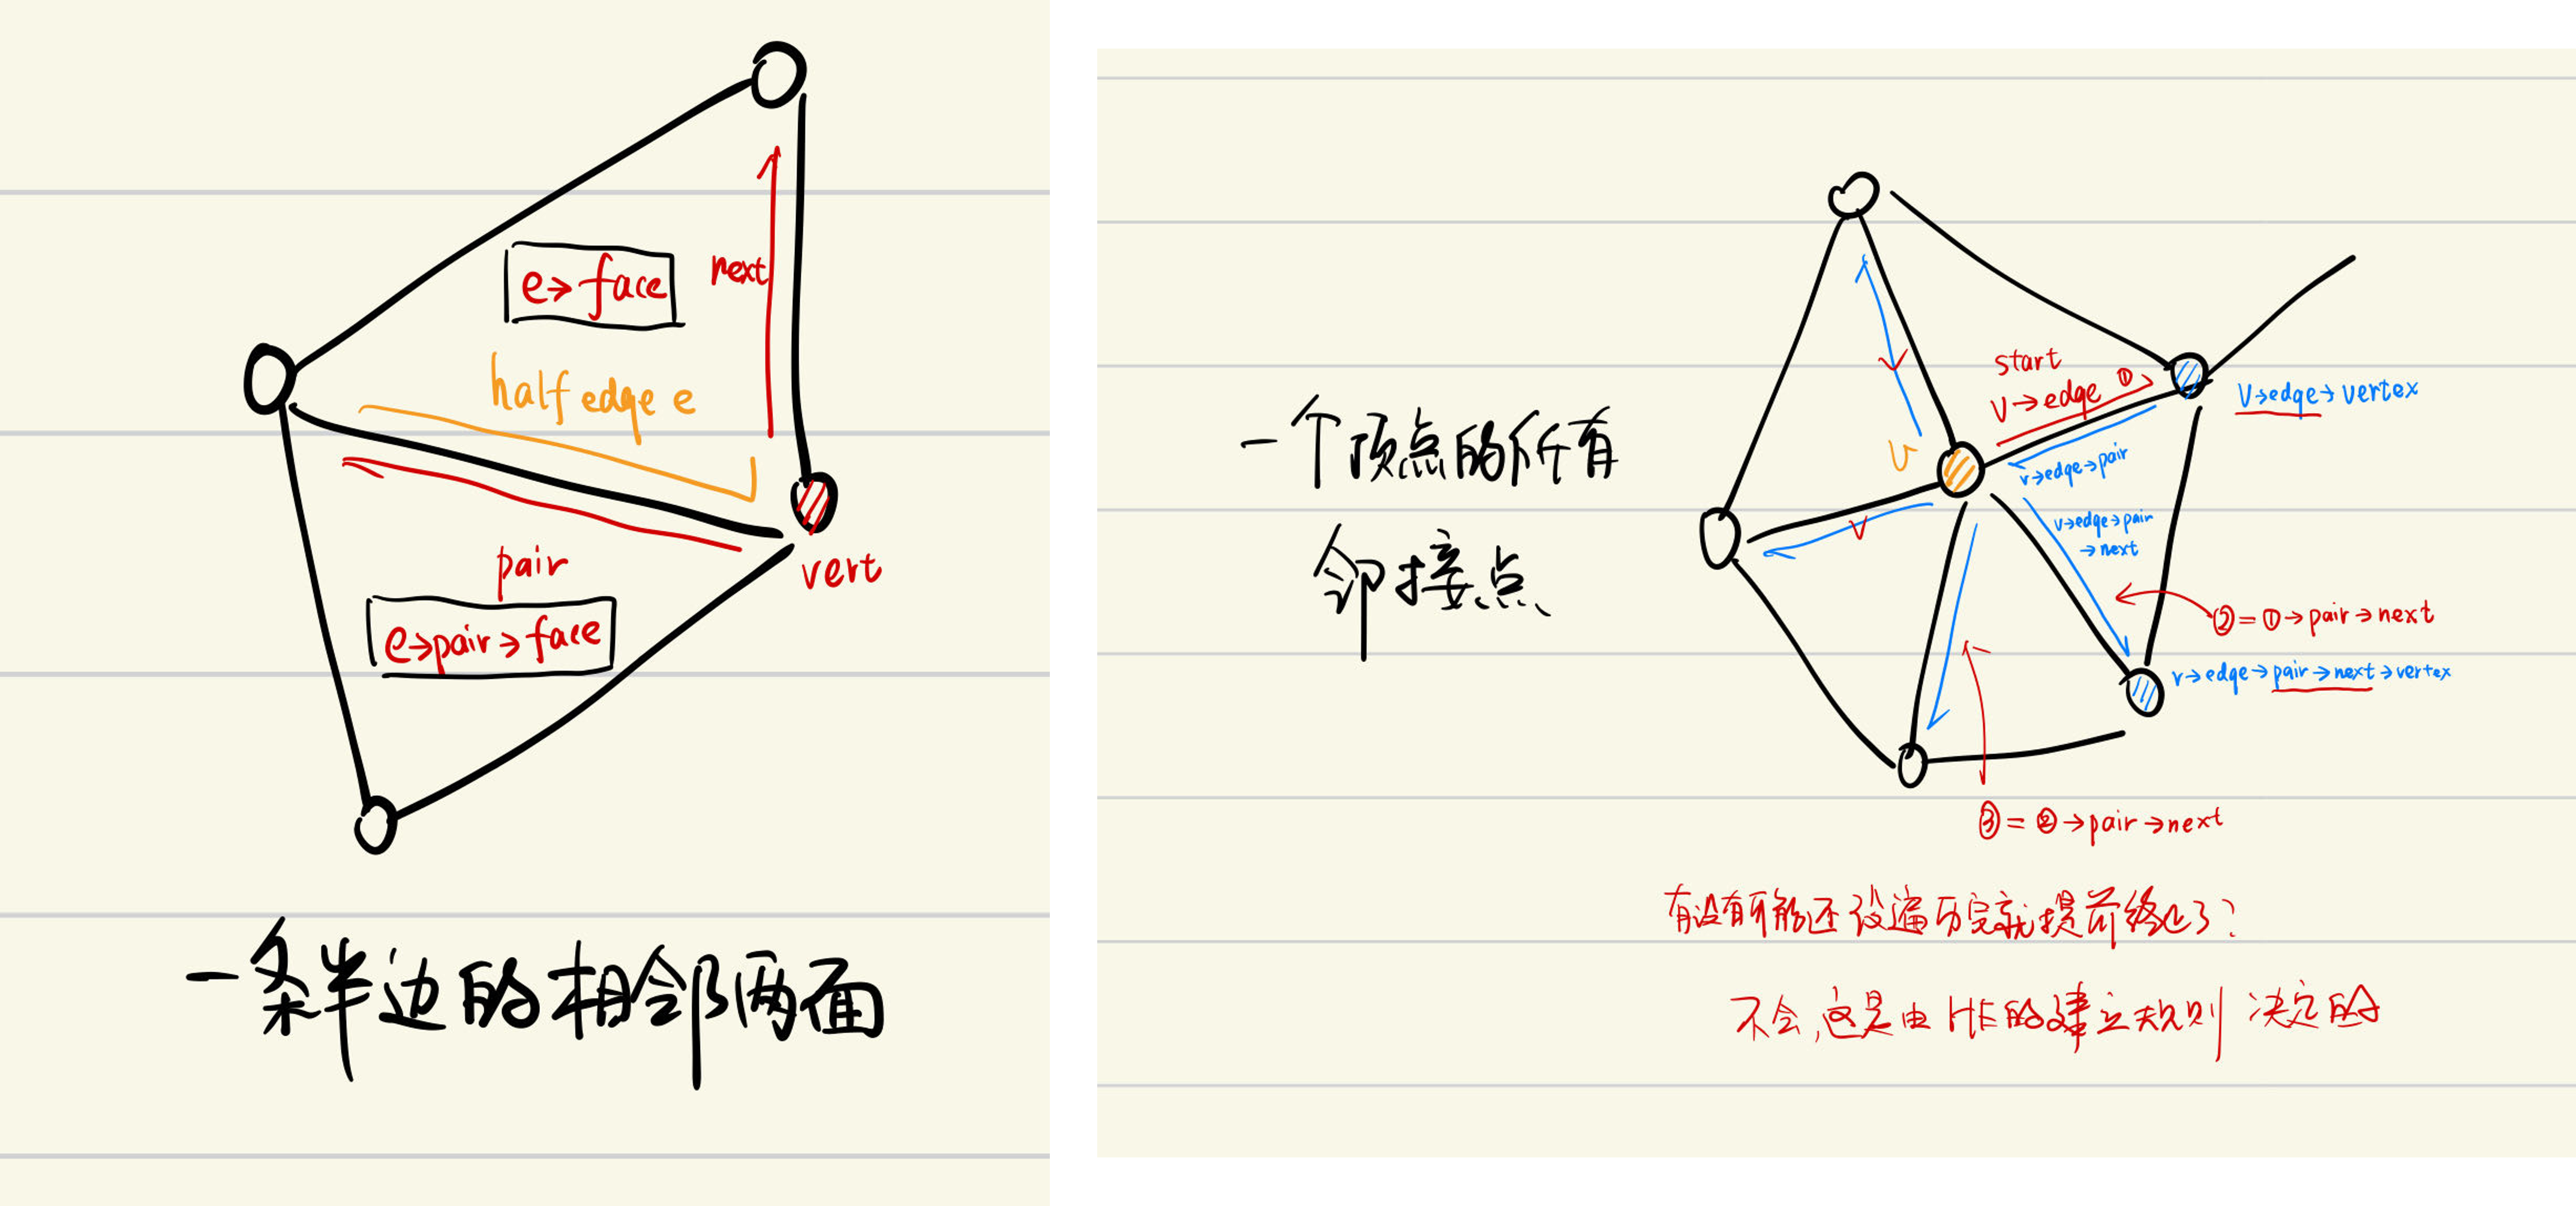 e→face
next
half edge e
pair
vert
e→pair→face
一条半边的相邻两面
一个顶点的所有
邻接点
start
v→edge ①
v→edge→vertex
v
v→edge→pair
v→edge→pair
→next
②=①→pair→next
v→edge→pair→next→vertex
③=②→pair→next
有没有可能还没遍历完就提前终止了?
不会,这是由HE的建立规则决定的